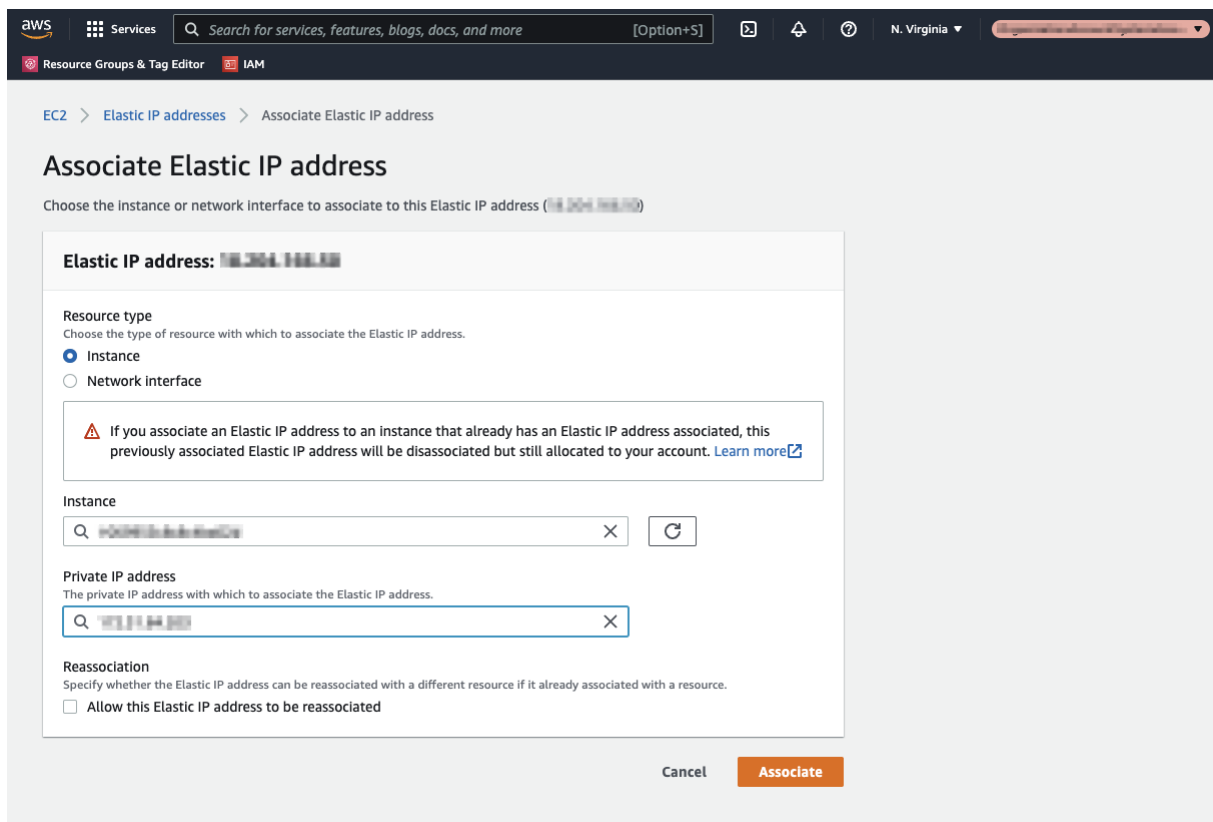 aws
Services
Search for services, features, blogs, docs, and more
[Option+S]
N. Virginia
Resource Groups & Tag Editor
IAM
EC2 > Elastic IP addresses > Associate Elastic IP address
Associate Elastic IP address
Choose the instance or network interface to associate to this Elastic IP address (
)
Elastic IP address:
Resource type
Choose the type of resource with which to associate the Elastic IP address.
Instance
Network interface
If you associate an Elastic IP address to an instance that already has an Elastic IP address associated, this
previously associated Elastic IP address will be disassociated but still allocated to your account. Learn more
Instance
Private IP address
The private IP address with which to associate the Elastic IP address.
Reassociation
Specify whether the Elastic IP address can be reassociated with a different resource if it already associated with a resource.
Allow this Elastic IP address to be reassociated
Cancel
Associate